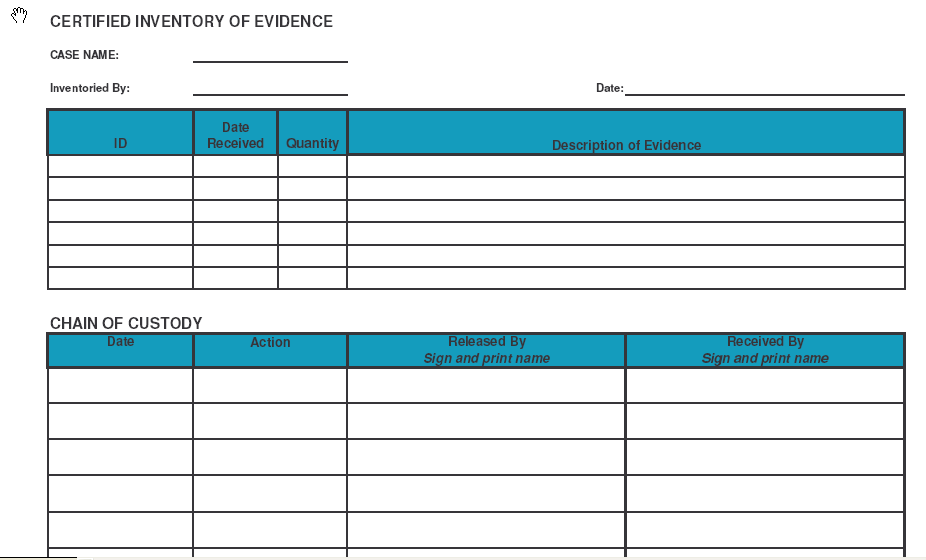 CERTIFIED INVENTORY OF EVIDENCE
CASE NAME:
Inventoried By: Date:
ID Date Received Quantity Description of Evidence
CHAIN OF CUSTODY
Date Action Released By Received By
Sign and print name Sign and print name